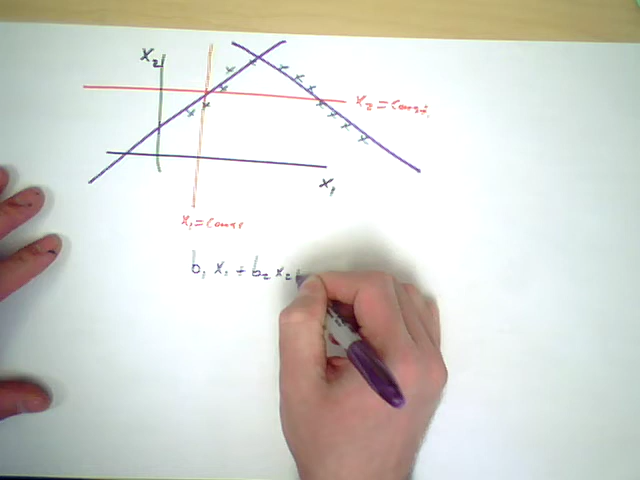 x₂
x₂ = const.
x₁
x₁ = const
b₁ x₁ + b₂ x₂